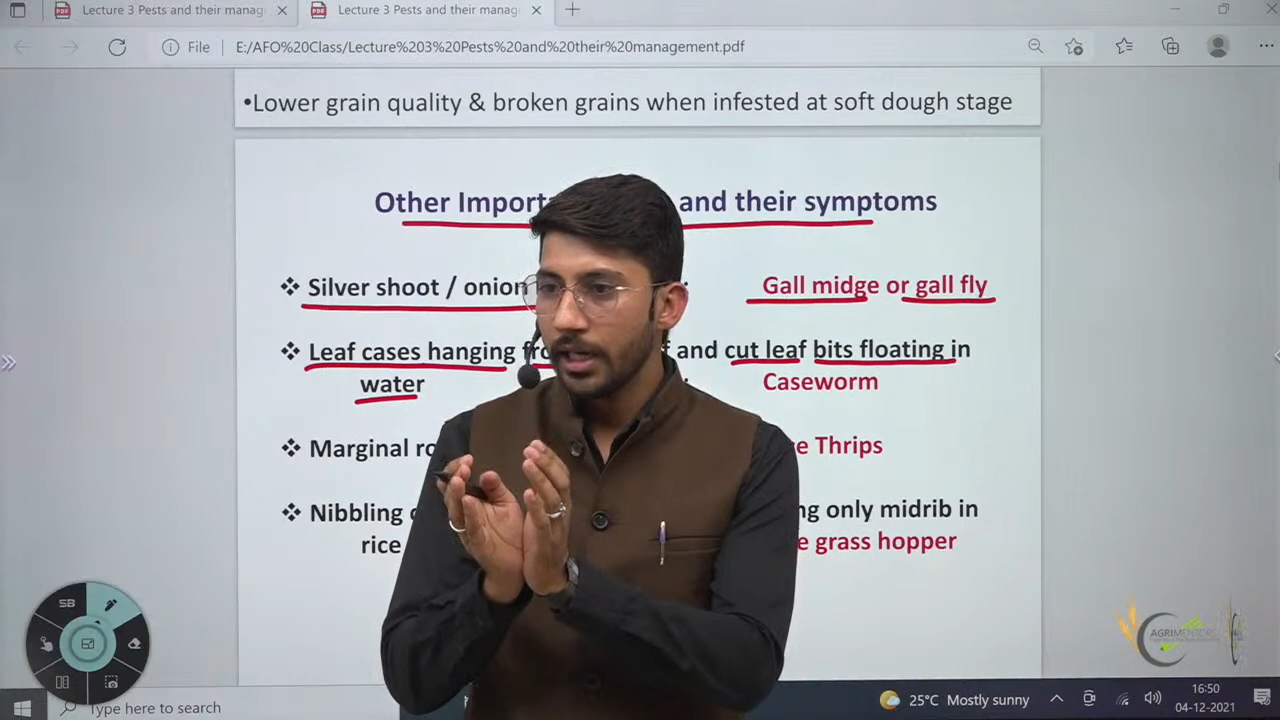 Lecture 3 Pests and their manag
Lecture 3 Pests and their manag
File
E:/AFO%20Class/Lecture%203%20Pests%20and%20their%20management.pdf
•Lower grain quality & broken grains when infested at soft dough stage
Other Import and their symptoms
❖ Silver shoot / onion : Gall midge or gall fly
❖ Leaf cases hanging and cut leaf bits floating in
water : Caseworm
❖ Marginal Thrips
❖ Nibbling only midrib in
rice grass hopper
SB
AGRIMENTORS
Type here to search
25°C Mostly sunny
16:50
04-12-2021